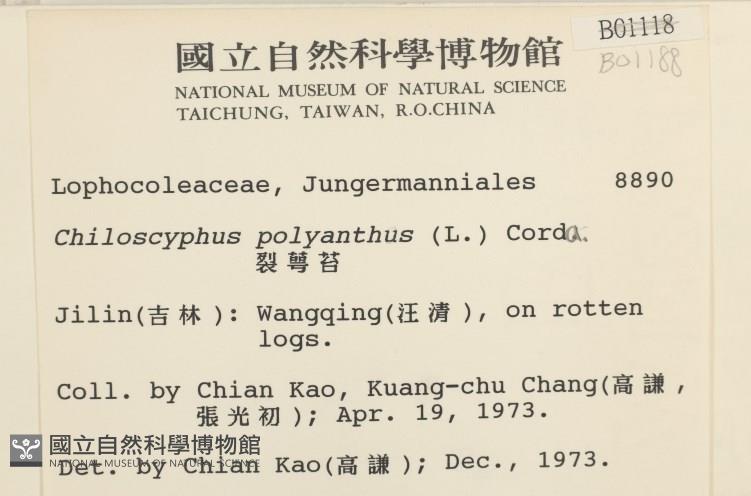 B01118
B01188
國立自然科學博物館
NATIONAL MUSEUM OF NATURAL SCIENCE
TAICHUNG, TAIWAN, R.O.CHINA
Lophocoleaceae, Jungermanniales 8890
Chiloscyphus polyanthus (L.) Corda.
裂萼苔
Jilin(吉林): Wangqing(汪清), on rotten
logs.
Coll. by Chian Kao, Kuang-chu Chang(高謙,
張光初); Apr. 19, 1973.
Det. by Chian Kao(高謙); Dec., 1973.
國立自然科學博物館
NATIONAL MUSEUM OF NATURAL SCIENCE